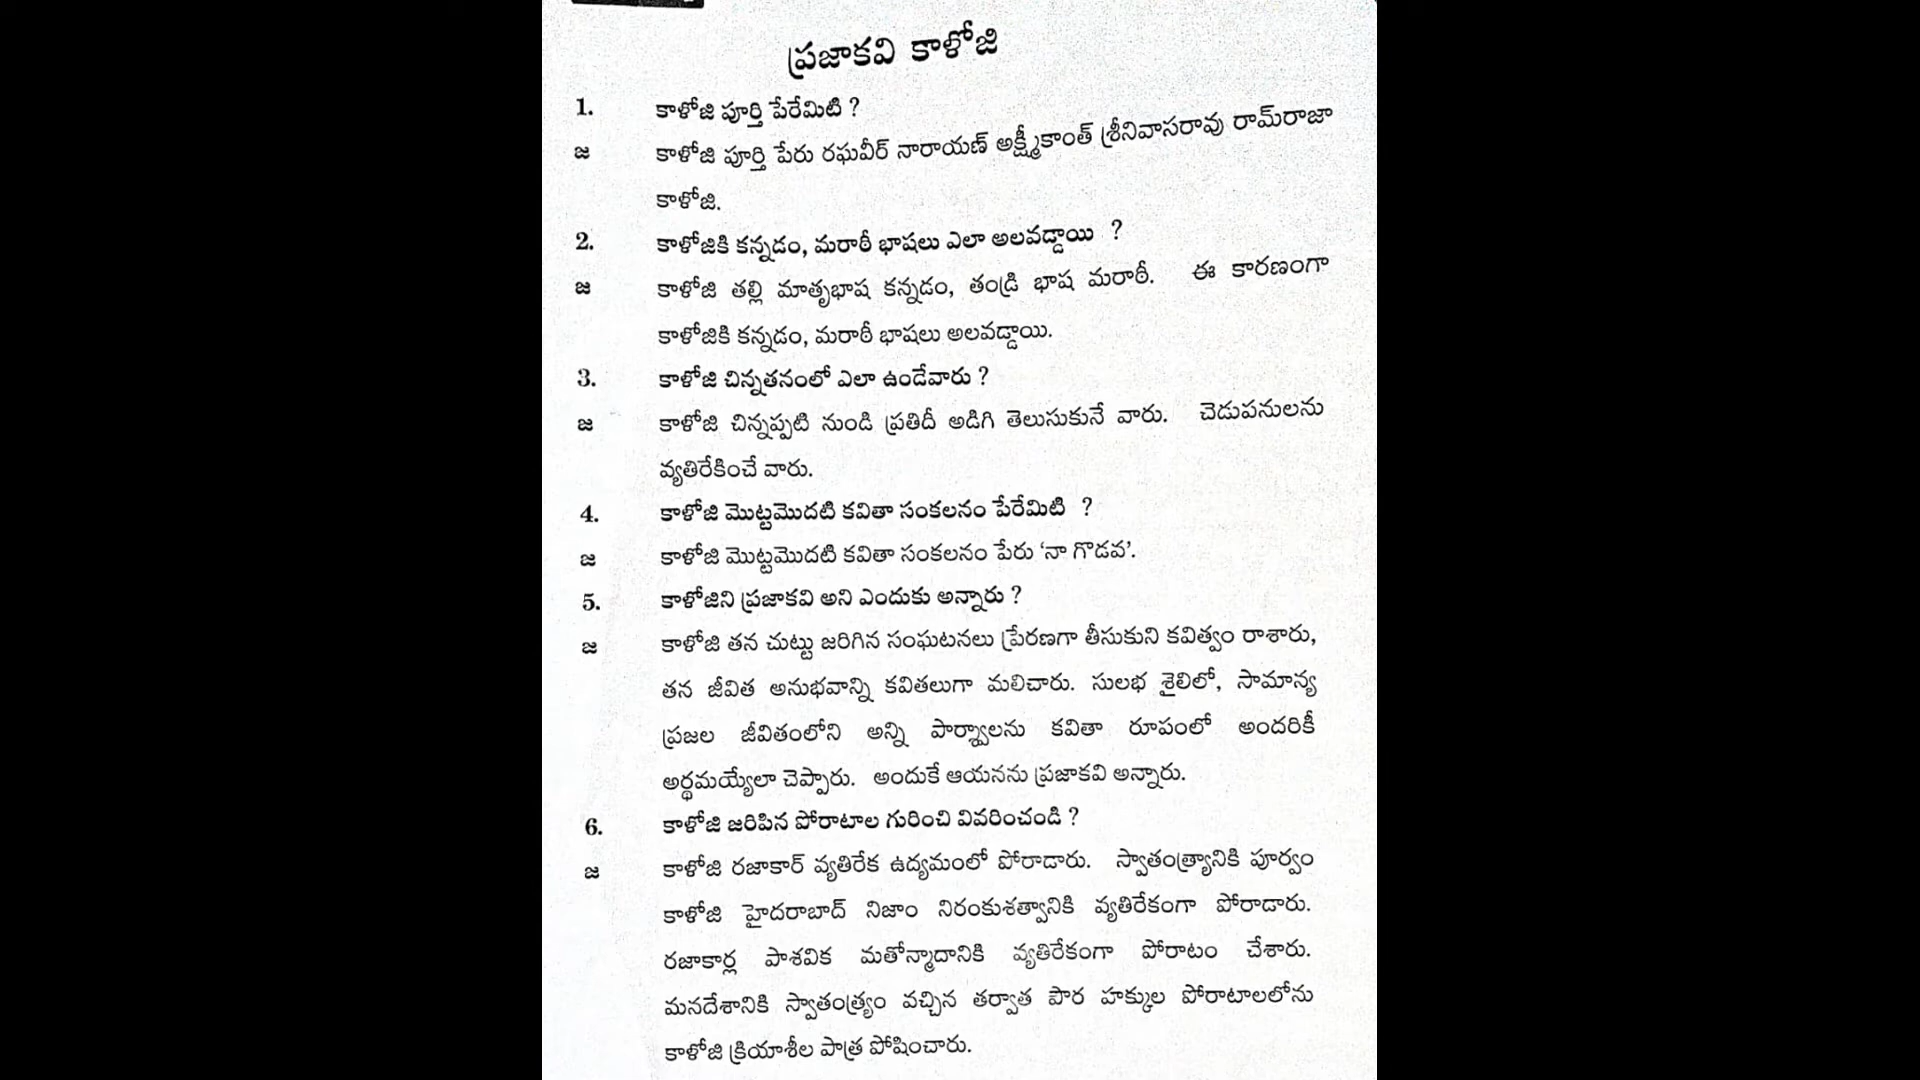 ప్రజాకవి కాళోజి
1. కాళోజి పూర్తి పేరేమిటి ?
జ కాళోజి పూర్తి పేరు రఘవీర్ నారాయణ్ అక్ష్మీకాంత్ శ్రీనివాసరావు రామ్‌రాజా
కాళోజి.
2. కాళోజికి కన్నడం, మరాఠీ భాషలు ఎలా అలవడ్డాయి ?
జ కాళోజి తల్లి మాతృభాష కన్నడం, తండ్రి భాష మరాఠీ. ఈ కారణంగా
కాళోజికి కన్నడం, మరాఠీ భాషలు అలవడ్డాయి.
3. కాళోజి చిన్నతనంలో ఎలా ఉండేవారు ?
జ కాళోజి చిన్నప్పటి నుండి ప్రతిదీ అడిగి తెలుసుకునే వారు. చెడుపనులను
వ్యతిరేకించే వారు.
4. కాళోజి మొట్టమొదటి కవితా సంకలనం పేరేమిటి ?
జ కాళోజి మొట్టమొదటి కవితా సంకలనం పేరు ‘నా గొడవ’.
5. కాళోజిని ప్రజాకవి అని ఎందుకు అన్నారు ?
జ కాళోజి తన చుట్టు జరిగిన సంఘటనలు ప్రేరణగా తీసుకుని కవిత్వం రాశారు,
తన జీవిత అనుభవాన్ని కవితలుగా మలిచారు. సులభ శైలిలో, సామాన్య
ప్రజల జీవితంలోని అన్ని పార్శ్వాలను కవితా రూపంలో అందరికీ
అర్థమయ్యేలా చెప్పారు. అందుకే ఆయనను ప్రజాకవి అన్నారు.
6. కాళోజి జరిపిన పోరాటాల గురించి వివరించండి ?
జ కాళోజి రజాకార్ వ్యతిరేక ఉద్యమంలో పోరాడారు. స్వాతంత్ర్యానికి పూర్వం
కాళోజి హైదరాబాద్ నిజాం నిరంకుశత్వానికి వ్యతిరేకంగా పోరాడారు.
రజాకార్ల పాశవిక మతోన్మాదానికి వ్యతిరేకంగా పోరాటం చేశారు.
మనదేశానికి స్వాతంత్ర్యం వచ్చిన తర్వాత పౌర హక్కుల పోరాటాలలోను
కాళోజి క్రియాశీల పాత్ర పోషించారు.